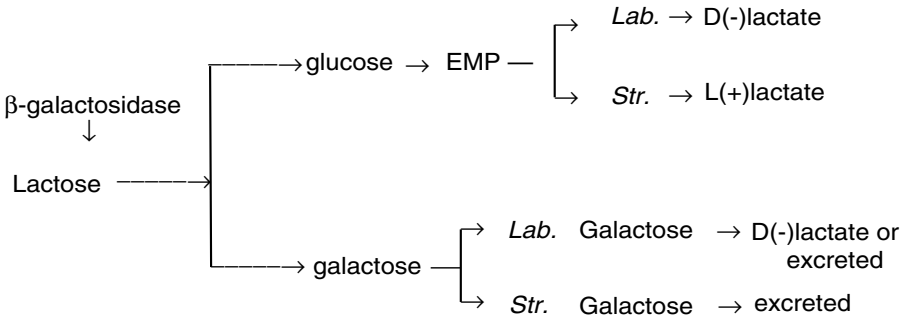 Lab. → D(-)lactate
glucose → EMP
Str. → L(+)lactate
β-galactosidase
↓
Lactose
Lab. Galactose → D(-)lactate or
excreted
galactose
Str. Galactose → excreted